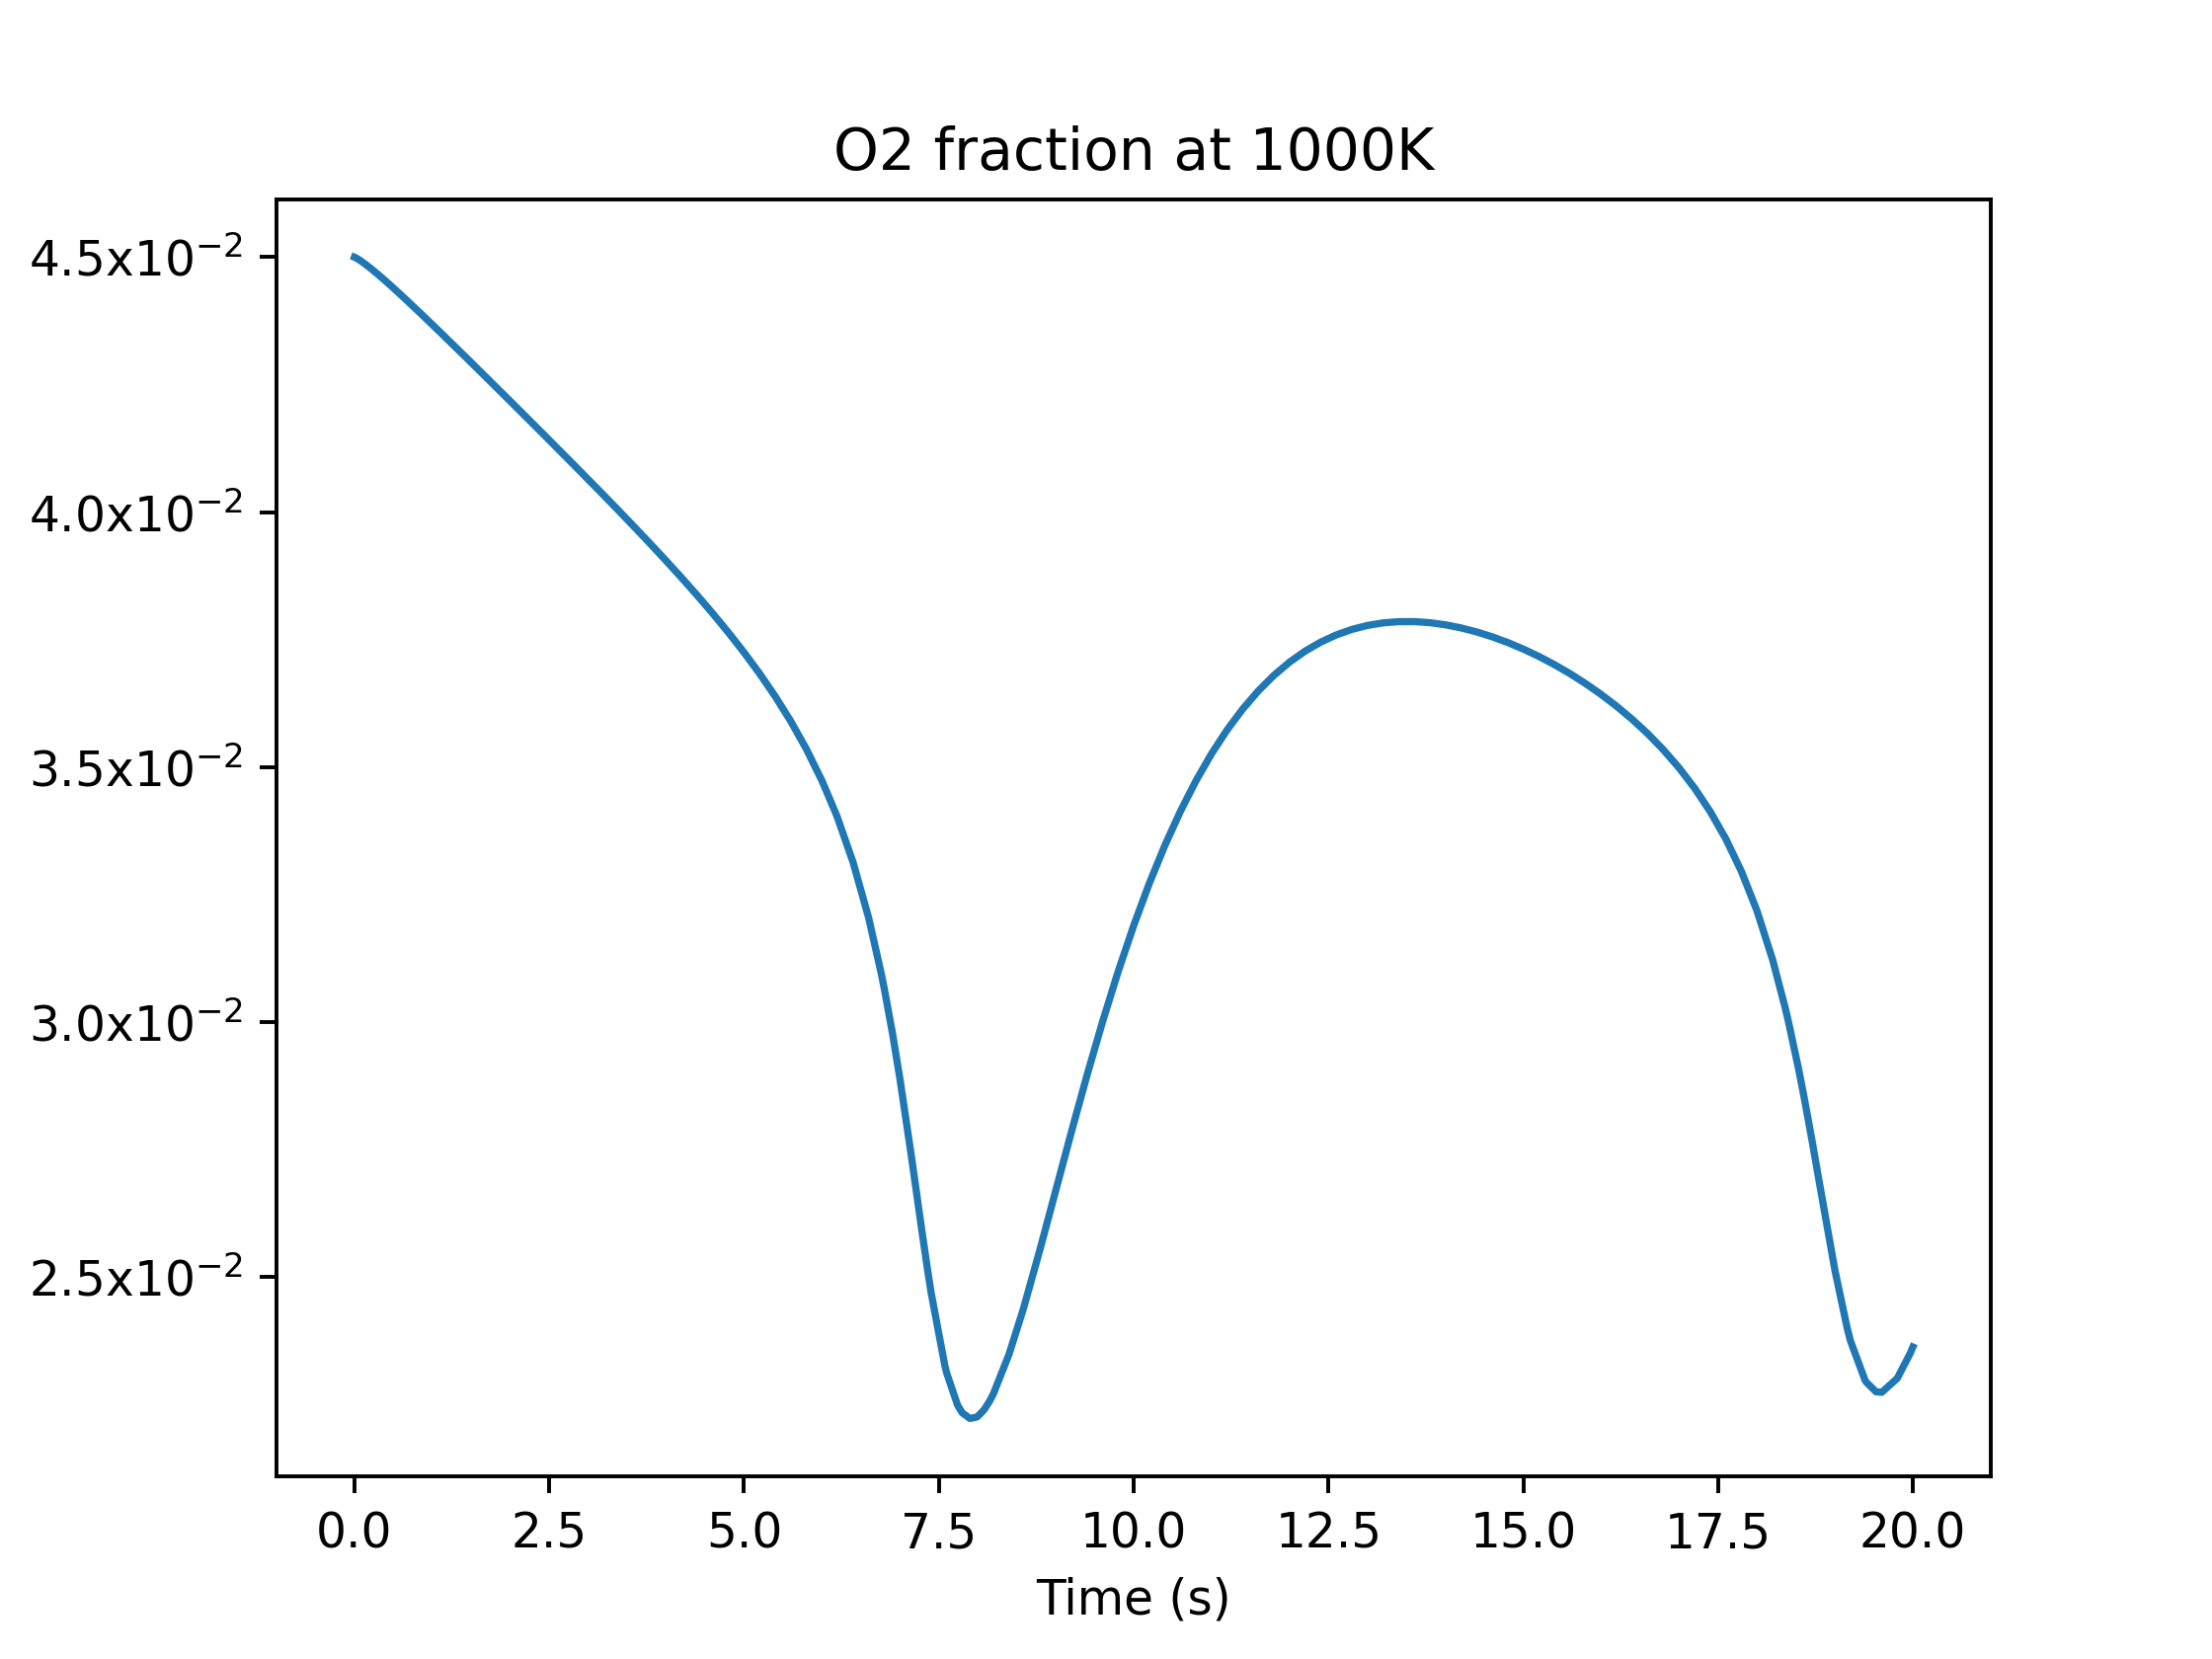 O2 fraction at 1000K
4.5x10⁻²
4.0x10⁻²
3.5x10⁻²
3.0x10⁻²
2.5x10⁻²
0.0 2.5 5.0 7.5 10.0 12.5 15.0 17.5 20.0
Time (s)